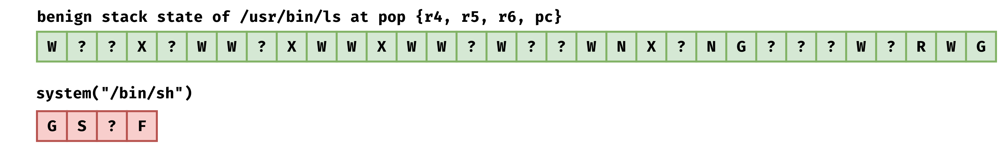 benign stack state of /usr/bin/ls at pop {r4, r5, r6, pc}
W ? ? X ? W W ? X W W X W W ? W ? ? W N X ? N G ? ? ? W ? R W G
system("/bin/sh")
G S ? F